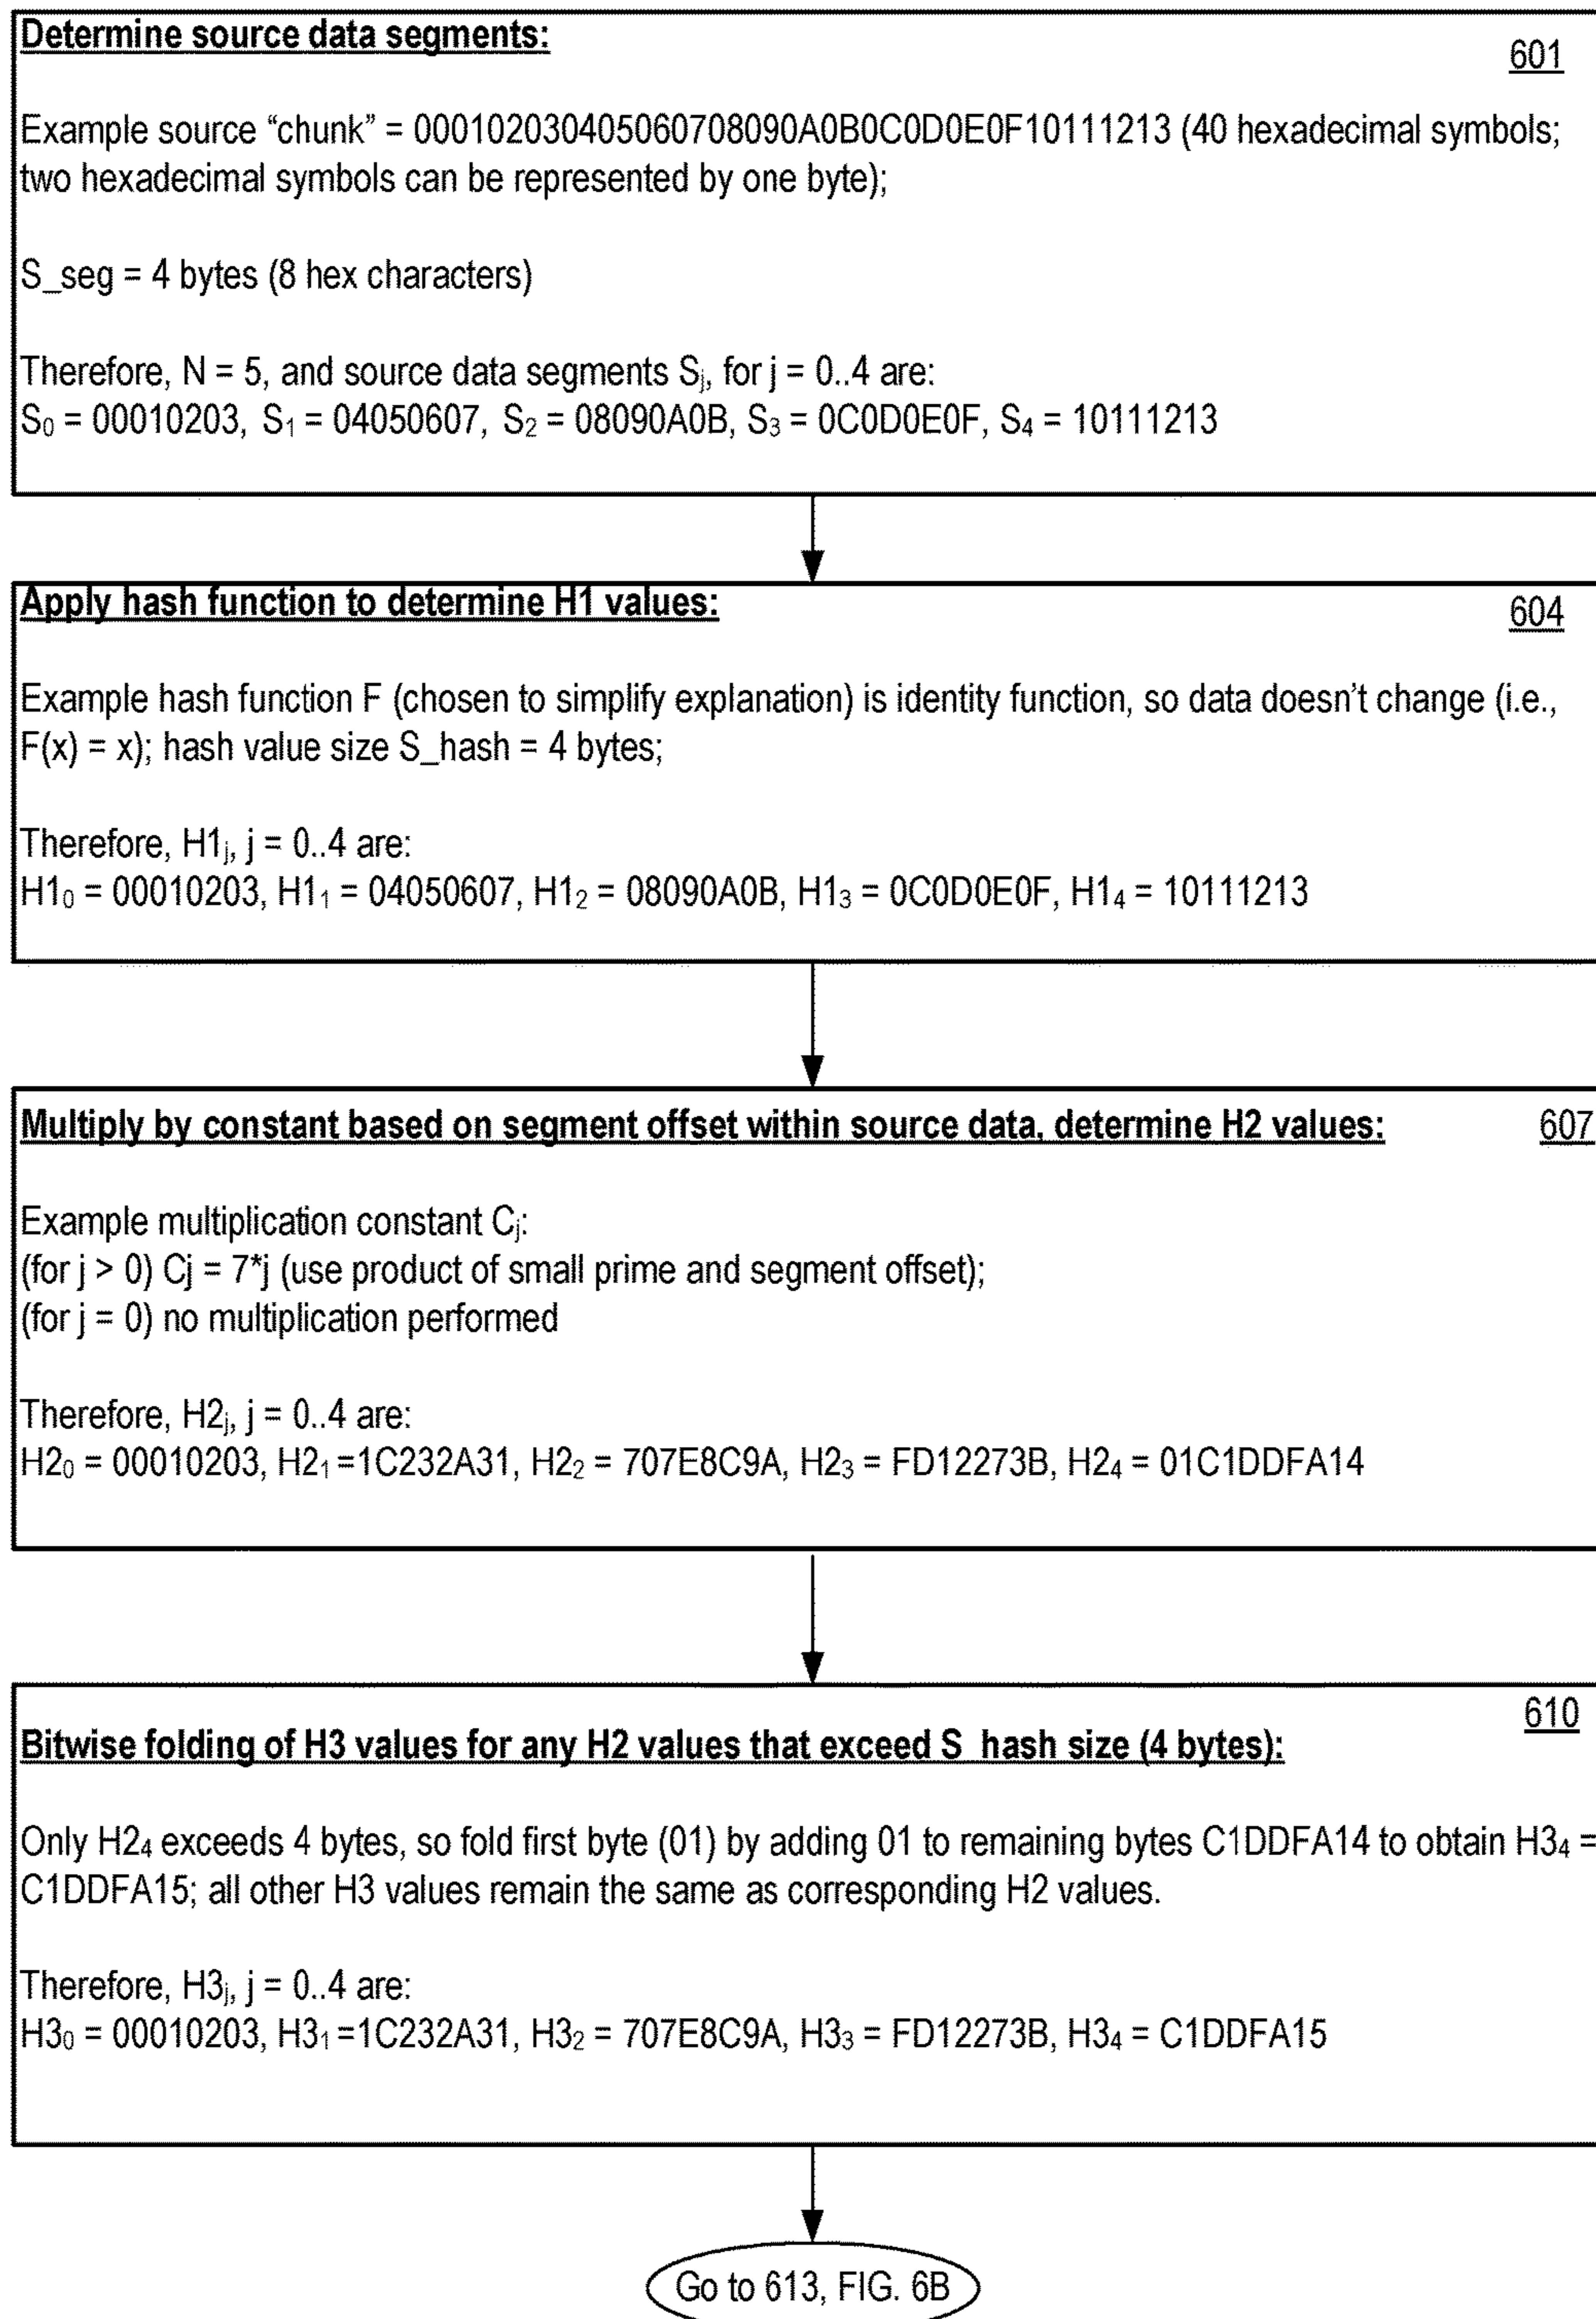 Determine source data segments:
601
Example source “chunk” = 000102030405060708090A0B0C0D0E0F10111213 (40 hexadecimal symbols;
two hexadecimal symbols can be represented by one byte);
S_seg = 4 bytes (8 hex characters)
Therefore, N = 5, and source data segments Sj, for j = 0..4 are:
S0 = 00010203, S1 = 04050607, S2 = 08090A0B, S3 = 0C0D0E0F, S4 = 10111213
Apply hash function to determine H1 values:
604
Example hash function F (chosen to simplify explanation) is identity function, so data doesn’t change (i.e.,
F(x) = x); hash value size S_hash = 4 bytes;
Therefore, H1j, j = 0..4 are:
H10 = 00010203, H11 = 04050607, H12 = 08090A0B, H13 = 0C0D0E0F, H14 = 10111213
Multiply by constant based on segment offset within source data, determine H2 values:
607
Example multiplication constant Cj:
(for j > 0) Cj = 7*j (use product of small prime and segment offset);
(for j = 0) no multiplication performed
Therefore, H2j, j = 0..4 are:
H20 = 00010203, H21 =1C232A31, H22 = 707E8C9A, H23 = FD12273B, H24 = 01C1DDFA14
610
Bitwise folding of H3 values for any H2 values that exceed S_hash size (4 bytes):
Only H24 exceeds 4 bytes, so fold first byte (01) by adding 01 to remaining bytes C1DDFA14 to obtain H34 =
C1DDFA15; all other H3 values remain the same as corresponding H2 values.
Therefore, H3j, j = 0..4 are:
H30 = 00010203, H31 =1C232A31, H32 = 707E8C9A, H33 = FD12273B, H34 = C1DDFA15
Go to 613, FIG. 6B